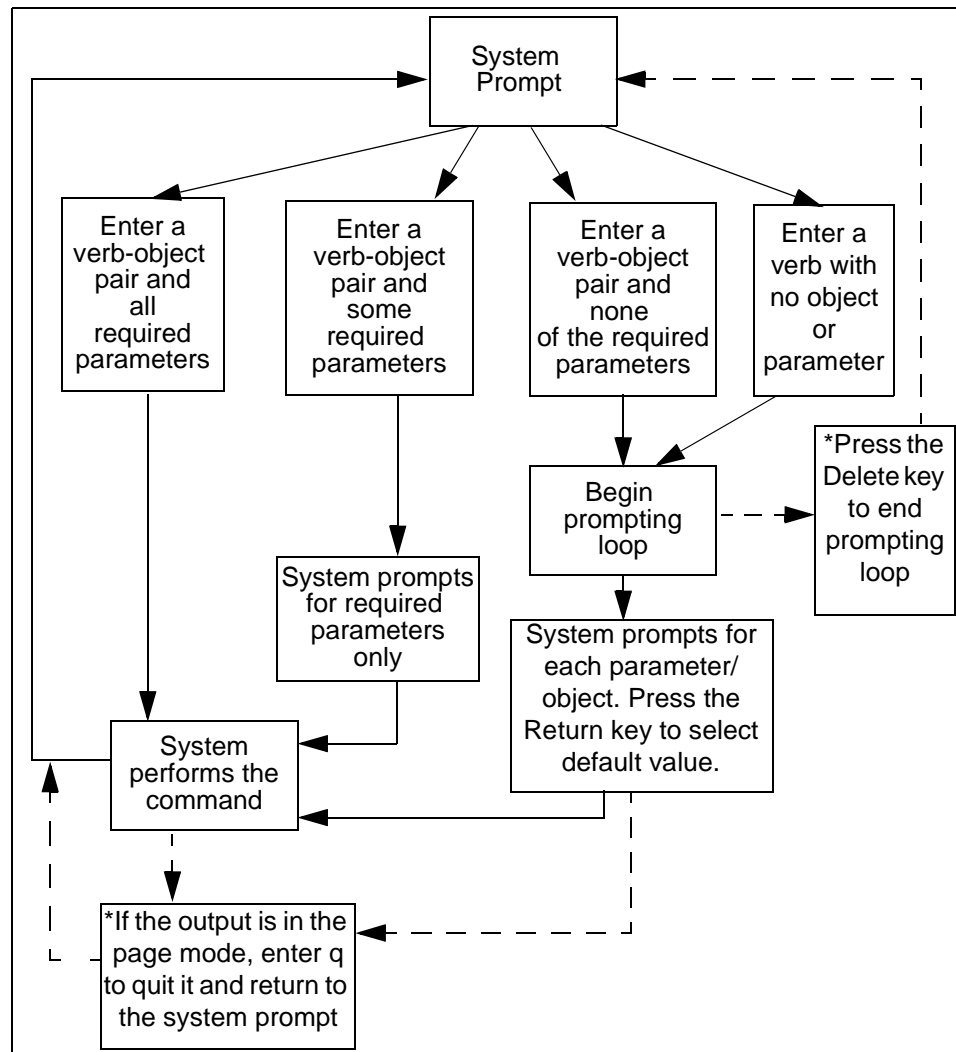 System
Prompt
Enter a
verb-object
pair and
all
required
parameters
Enter a
verb-object
pair and
some
required
parameters
Enter a
verb-object
pair and
none
of the required
parameters
Enter a
verb with
no object
or
parameter
*Press the
Delete key
to end
prompting
loop
Begin
prompting
loop
System prompts
for required
parameters
only
System prompts for
each parameter/
object. Press the
Return key to select
default value.
System
performs the
command
*If the output is in the
page mode, enter q
to quit it and return to
the system prompt